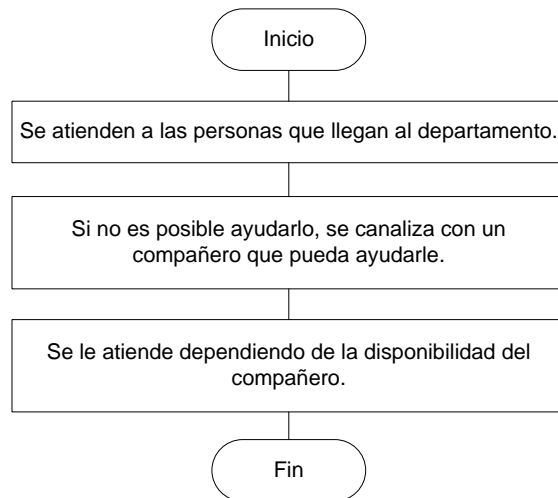 Inicio
Se atienden a las personas que llegan al departamento.
Si no es posible ayudarlo, se canaliza con un
compañero que pueda ayudarle.
Se le atiende dependiendo de la disponibilidad del
compañero.
Fin